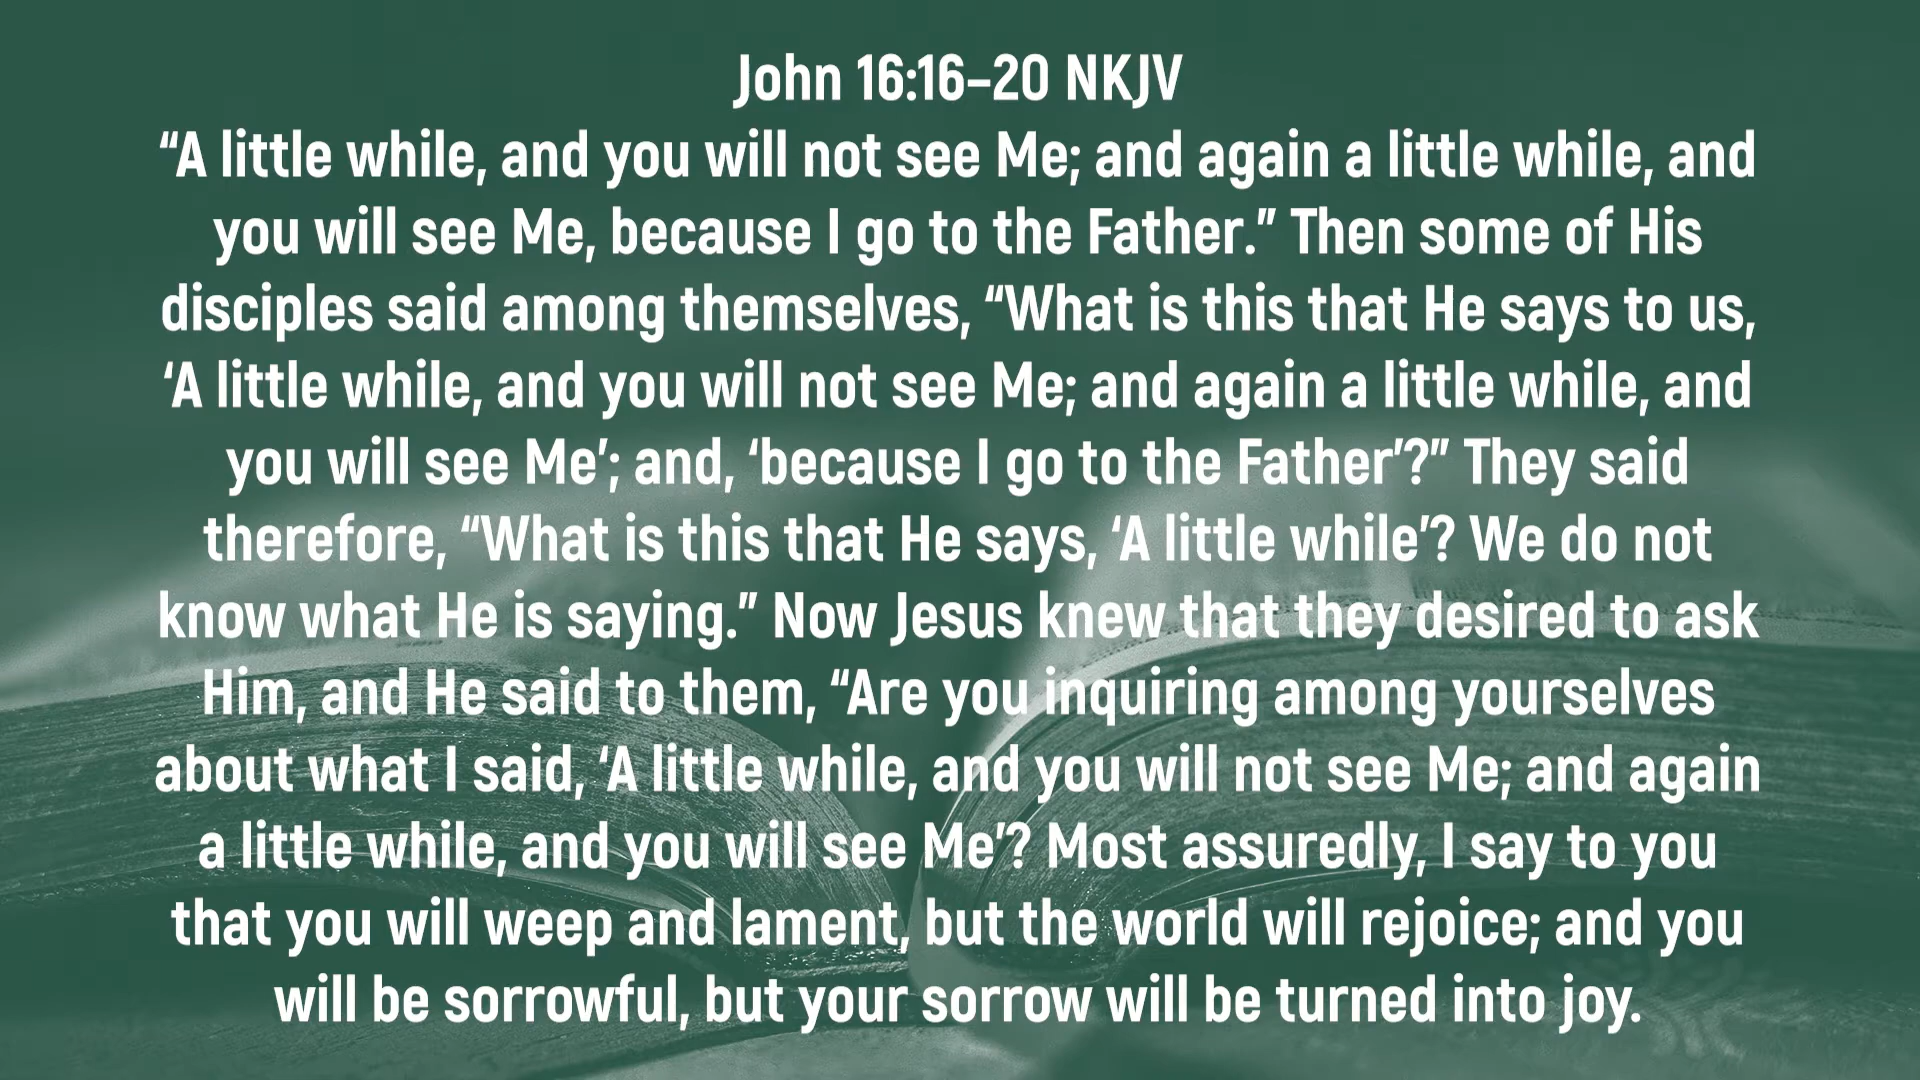 John 16:16–20 NKJV
“A little while, and you will not see Me; and again a little while, and
you will see Me, because I go to the Father.” Then some of His
disciples said among themselves, “What is this that He says to us,
‘A little while, and you will not see Me; and again a little while, and
you will see Me’; and, ‘because I go to the Father’?” They said
therefore, “What is this that He says, ‘A little while’? We do not
know what He is saying.” Now Jesus knew that they desired to ask
Him, and He said to them, “Are you inquiring among yourselves
about what I said, ‘A little while, and you will not see Me; and again
a little while, and you will see Me’? Most assuredly, I say to you
that you will weep and lament, but the world will rejoice; and you
will be sorrowful, but your sorrow will be turned into joy.